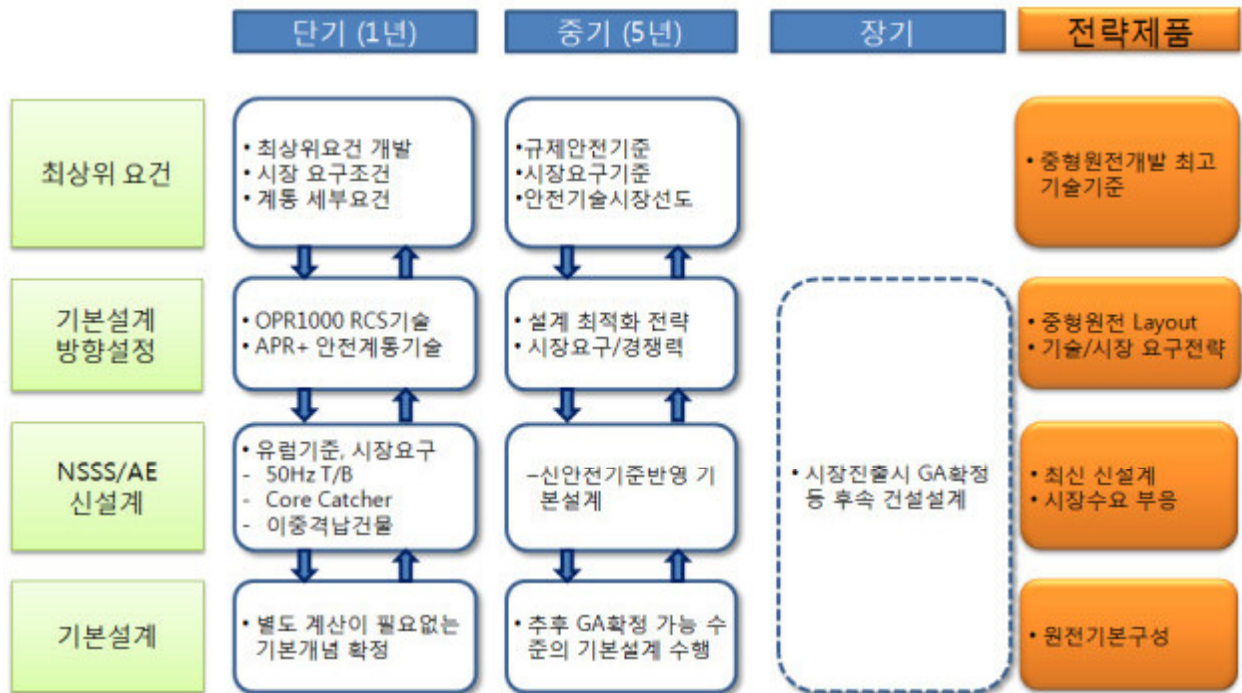 단기 (1년)
중기 (5년)
장기
전략제품
최상위 요건
• 최상위요건 개발
• 시장 요구조건
• 계통 세부요건
•규제안전기준
•시장요구기준
•안전기술시장선도
• 중형원전개발 최고
기술기준
기본설계
방향설정
• OPR1000 RCS기술
• APR+ 안전계통기술
• 설계 최적화 전략
• 시장요구/경쟁력
• 중형원전 Layout
• 기술/시장 요구전략
NSSS/AE
신설계
• 유럽기준, 시장요구
- 50Hz T/B
- Core Catcher
- 이중격납건물
–신안전기준반영 기
본설계
• 시장진출시 GA확정
등 후속 건설설계
• 최신 신설계
• 시장수요 부응
기본설계
• 별도 계산이 필요없는
기본개념 확정
• 추후 GA확정 가능 수
준의 기본설계 수행
• 원전기본구성